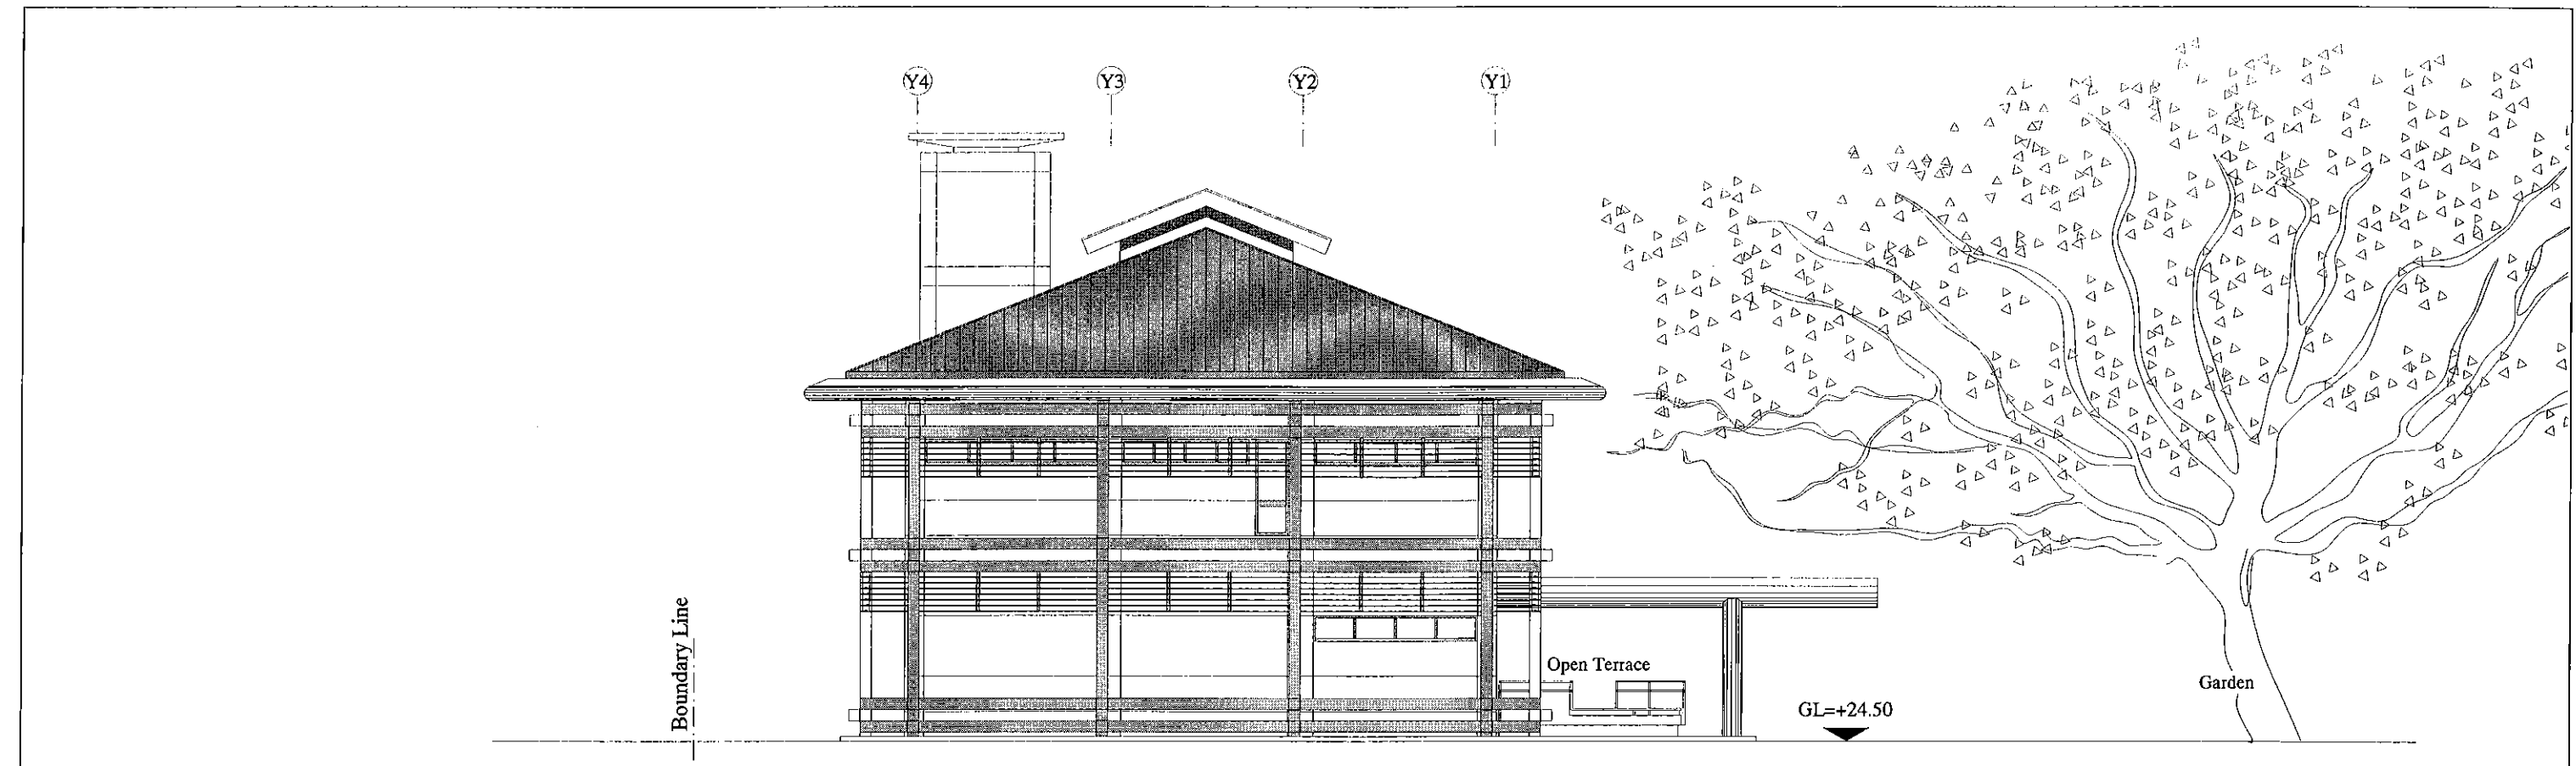 Y4
Y3
Y2
Y1
Boundary Line
Open Terrace
GL=+24.50
Garden